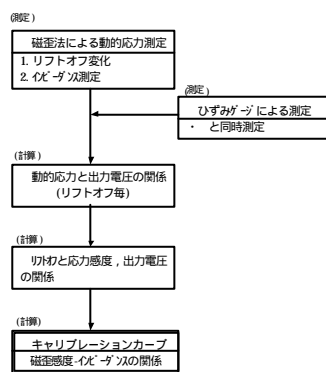 (測定)
磁歪法による動的応力測定
1. リフトオフ変化
2. インピーダンス測定
(測定)
ひずみゲージによる測定
・ と同時測定
(計算)
動的応力と出力電圧の関係
(リフトオフ毎)
(計算)
リフトオフと応力感度,出力電圧
の関係
(計算)
キャリブレーションカーブ
磁歪感度-インピーダンスの関係